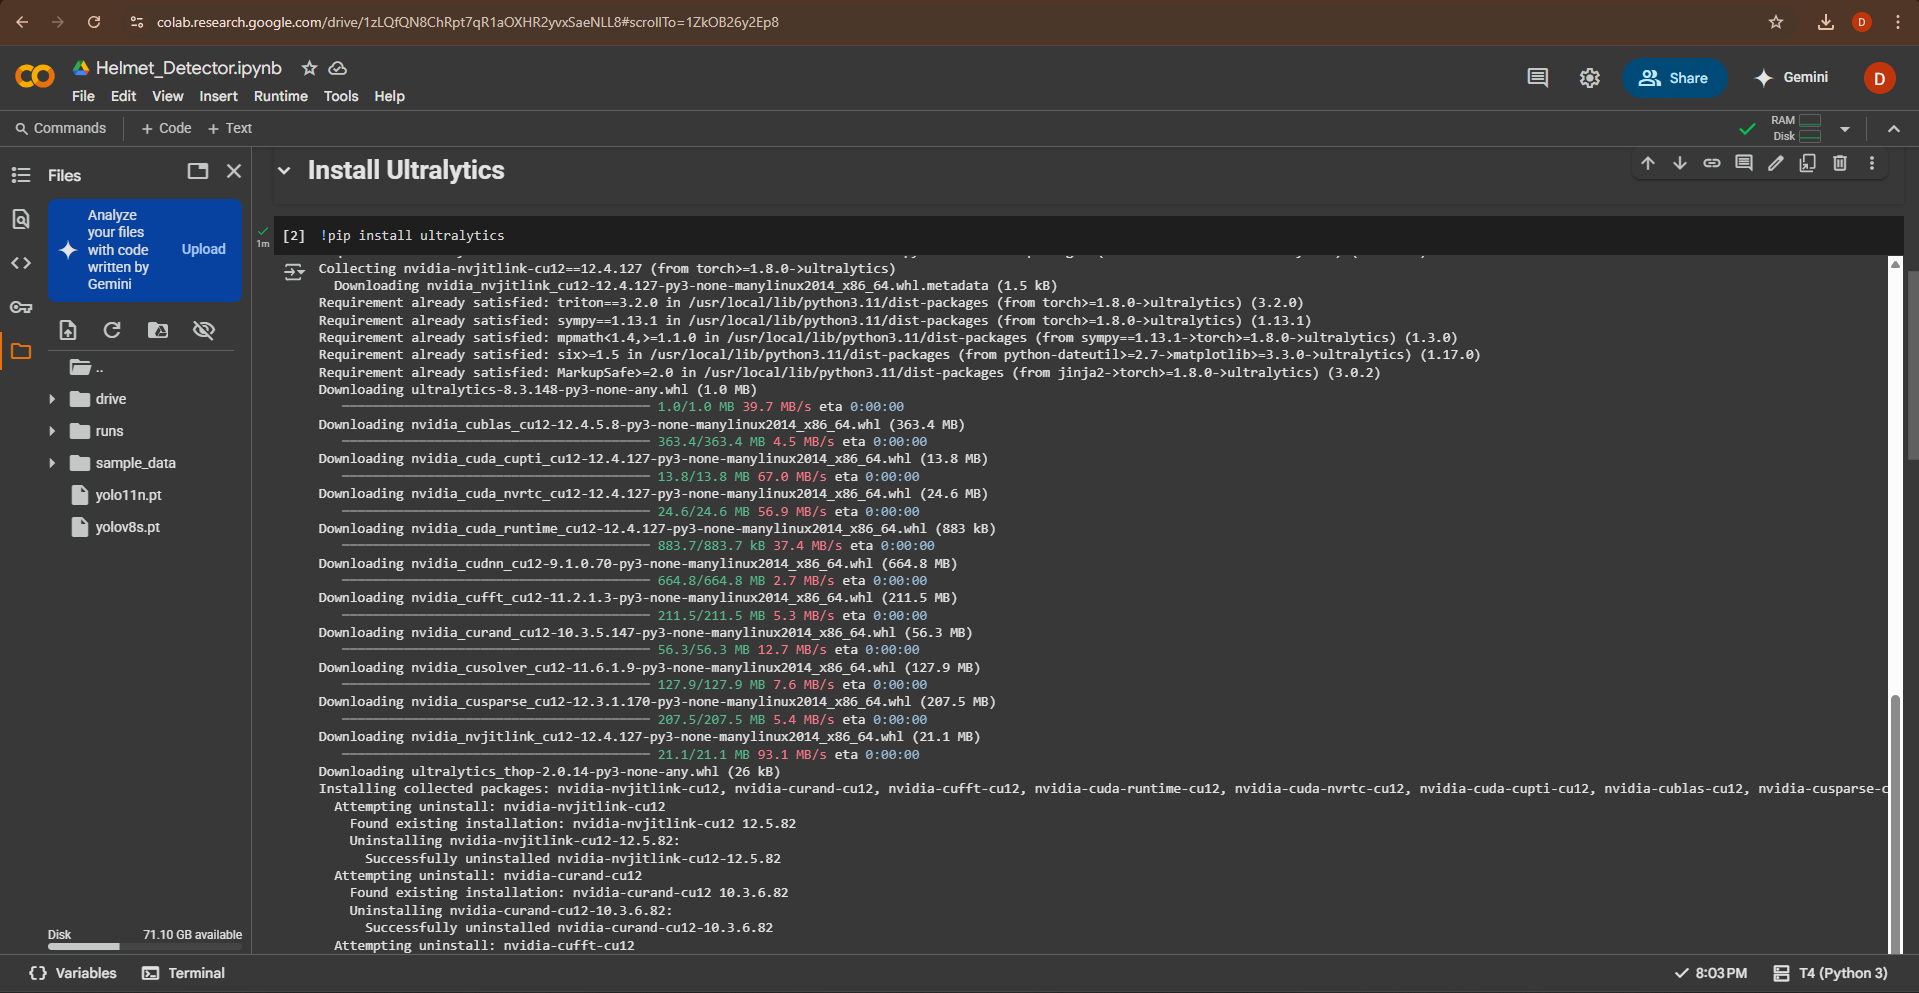 colab.research.google.com/drive/1zLQfQN8ChRpt7qR1aOXHR2yvxSaeNLL8#scrollTo=1ZkOB26y2Ep8
D
Helmet_Detector.ipynb
File Edit View Insert Runtime Tools Help
Share
Gemini
D
Commands + Code + Text
RAM
Disk
Files
Analyze
your files
with code
written by
Gemini
Upload
..
drive
runs
sample_data
yolo11n.pt
yolov8s.pt
Disk 71.10 GB available
Install Ultralytics
1m
[2] !pip install ultralytics
Collecting nvidia-nvjitlink-cu12==12.4.127 (from torch>=1.8.0->ultralytics)
Downloading nvidia_nvjitlink_cu12-12.4.127-py3-none-manylinux2014_x86_64.whl.metadata (1.5 kB)
Requirement already satisfied: triton==3.2.0 in /usr/local/lib/python3.11/dist-packages (from torch>=1.8.0->ultralytics) (3.2.0)
Requirement already satisfied: sympy==1.13.1 in /usr/local/lib/python3.11/dist-packages (from torch>=1.8.0->ultralytics) (1.13.1)
Requirement already satisfied: mpmath<1.4,>=1.1.0 in /usr/local/lib/python3.11/dist-packages (from sympy==1.13.1->torch>=1.8.0->ultralytics) (1.3.0)
Requirement already satisfied: six>=1.5 in /usr/local/lib/python3.11/dist-packages (from python-dateutil>=2.7->matplotlib>=3.3.0->ultralytics) (1.17.0)
Requirement already satisfied: MarkupSafe>=2.0 in /usr/local/lib/python3.11/dist-packages (from jinja2->torch>=1.8.0->ultralytics) (3.0.2)
Downloading ultralytics-8.3.148-py3-none-any.whl (1.0 MB)
1.0/1.0 MB 39.7 MB/s eta 0:00:00
Downloading nvidia_cublas_cu12-12.4.5.8-py3-none-manylinux2014_x86_64.whl (363.4 MB)
363.4/363.4 MB 4.5 MB/s eta 0:00:00
Downloading nvidia_cuda_cupti_cu12-12.4.127-py3-none-manylinux2014_x86_64.whl (13.8 MB)
13.8/13.8 MB 67.0 MB/s eta 0:00:00
Downloading nvidia_cuda_nvrtc_cu12-12.4.127-py3-none-manylinux2014_x86_64.whl (24.6 MB)
24.6/24.6 MB 56.9 MB/s eta 0:00:00
Downloading nvidia_cuda_runtime_cu12-12.4.127-py3-none-manylinux2014_x86_64.whl (883 kB)
883.7/883.7 kB 37.4 MB/s eta 0:00:00
Downloading nvidia_cudnn_cu12-9.1.0.70-py3-none-manylinux2014_x86_64.whl (664.8 MB)
664.8/664.8 MB 2.7 MB/s eta 0:00:00
Downloading nvidia_cufft_cu12-11.2.1.3-py3-none-manylinux2014_x86_64.whl (211.5 MB)
211.5/211.5 MB 5.3 MB/s eta 0:00:00
Downloading nvidia_curand_cu12-10.3.5.147-py3-none-manylinux2014_x86_64.whl (56.3 MB)
56.3/56.3 MB 12.7 MB/s eta 0:00:00
Downloading nvidia_cusolver_cu12-11.6.1.9-py3-none-manylinux2014_x86_64.whl (127.9 MB)
127.9/127.9 MB 7.6 MB/s eta 0:00:00
Downloading nvidia_cusparse_cu12-12.3.1.170-py3-none-manylinux2014_x86_64.whl (207.5 MB)
207.5/207.5 MB 5.4 MB/s eta 0:00:00
Downloading nvidia_nvjitlink_cu12-12.4.127-py3-none-manylinux2014_x86_64.whl (21.1 MB)
21.1/21.1 MB 93.1 MB/s eta 0:00:00
Downloading ultralytics_thop-2.0.14-py3-none-any.whl (26 kB)
Installing collected packages: nvidia-nvjitlink-cu12, nvidia-curand-cu12, nvidia-cufft-cu12, nvidia-cuda-runtime-cu12, nvidia-cuda-nvrtc-cu12, nvidia-cuda-cupti-cu12, nvidia-cublas-cu12, nvidia-cusparse-c
Attempting uninstall: nvidia-nvjitlink-cu12
Found existing installation: nvidia-nvjitlink-cu12 12.5.82
Uninstalling nvidia-nvjitlink-cu12-12.5.82:
Successfully uninstalled nvidia-nvjitlink-cu12-12.5.82
Attempting uninstall: nvidia-curand-cu12
Found existing installation: nvidia-curand-cu12 10.3.6.82
Uninstalling nvidia-curand-cu12-10.3.6.82:
Successfully uninstalled nvidia-curand-cu12-10.3.6.82
Attempting uninstall: nvidia-cufft-cu12
Variables Terminal
8:03 PM T4 (Python 3)